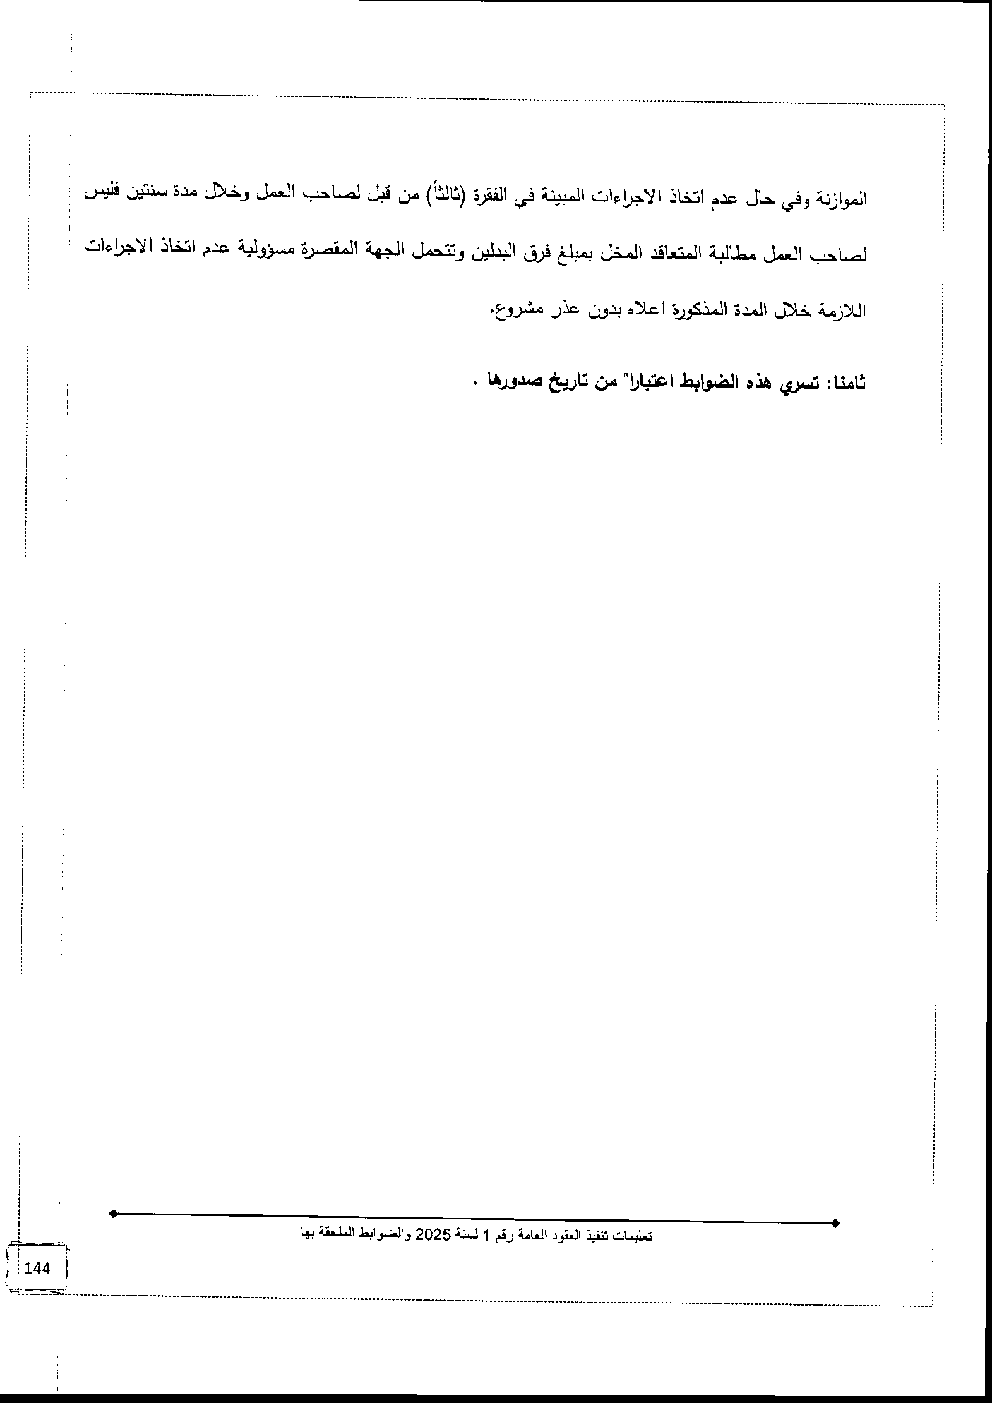 الموازنة وفي حال عدم اتخاذ الاجراءات المبينة في الفقرة (ثالثاً) من قبل لصاحب العمل وخلال مدة سنتين فليس
لصاحب العمل مطالبة المتعاقد المخل بمبلغ فرق البدلين وتتحمل الجهة المقصرة مسؤولية عدم اتخاذ الاجراءات
اللازمة خلال المدة المذكورة اعلاه بدون عذر مشروع.
ثامنا: تسري هذه الضوابط اعتبارا" من تاريخ صدورها .
تعليمات تنفيذ العقود العامة رقم 1 لسنة 2025 والضوابط الملحقة بها
144